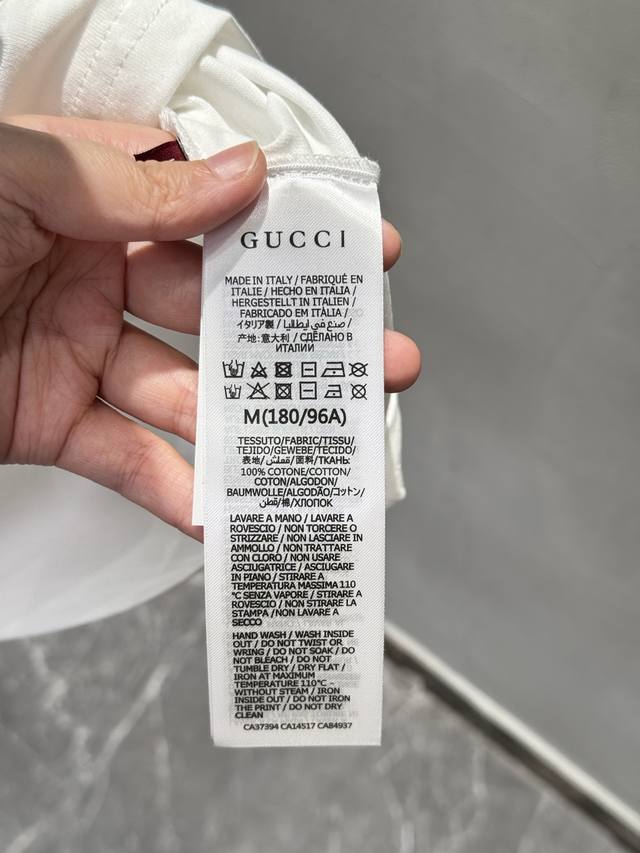 GUCCI
MADE IN ITALY / FABRIQUÉ EN
ITALIE / HECHO EN ITALIA /
HERGESTELLT IN ITALIEN /
FABRICADO EM ITÀLIA /
イタリア製 / صنع في ايطاليا /
产地:意大利 / СДЕЛАНО В
ИТАЛИИ
M(180/96A)
TESSUTO/FABRIC/TISSU/
TEJIDO/GEWEBE/TECIDO/
表地/قماش/面料/ТКАНЬ:
100% COTONE/COTTON/
COTON/ALGODON/
BAUMWOLLE/ALGODÃO/コットン/
قطن/棉/ХЛОПОК
LAVARE A MANO / LAVARE A
ROVESCIO / NON TORCERE O
STRIZZARE / NON LASCIARE IN
AMMOLLO / NON TRATTARE
CON CLORO / NON USARE
ASCIUGATRICE / ASCIUGARE
IN PIANO / STIRARE A
TEMPERATURA MASSIMA 110
°C SENZA VAPORE / STIRARE A
ROVESCIO / NON STIRARE LA
STAMPA /NON LAVARE A
SECCO
HAND WASH / WASH INSIDE
OUT / DO NOT TWIST OR
WRING / DO NOT SOAK / DO
NOT BLEACH / DO NOT
TUMBLE DRY / DRY FLAT /
IRON AT MAXIMUM
TEMPERATURE 110°C –
WITHOUT STEAM / IRON
INSIDE OUT / DO NOT IRON
THE PRINT / DO NOT DRY
CLEAN
CA37394 CA14517 CA84937